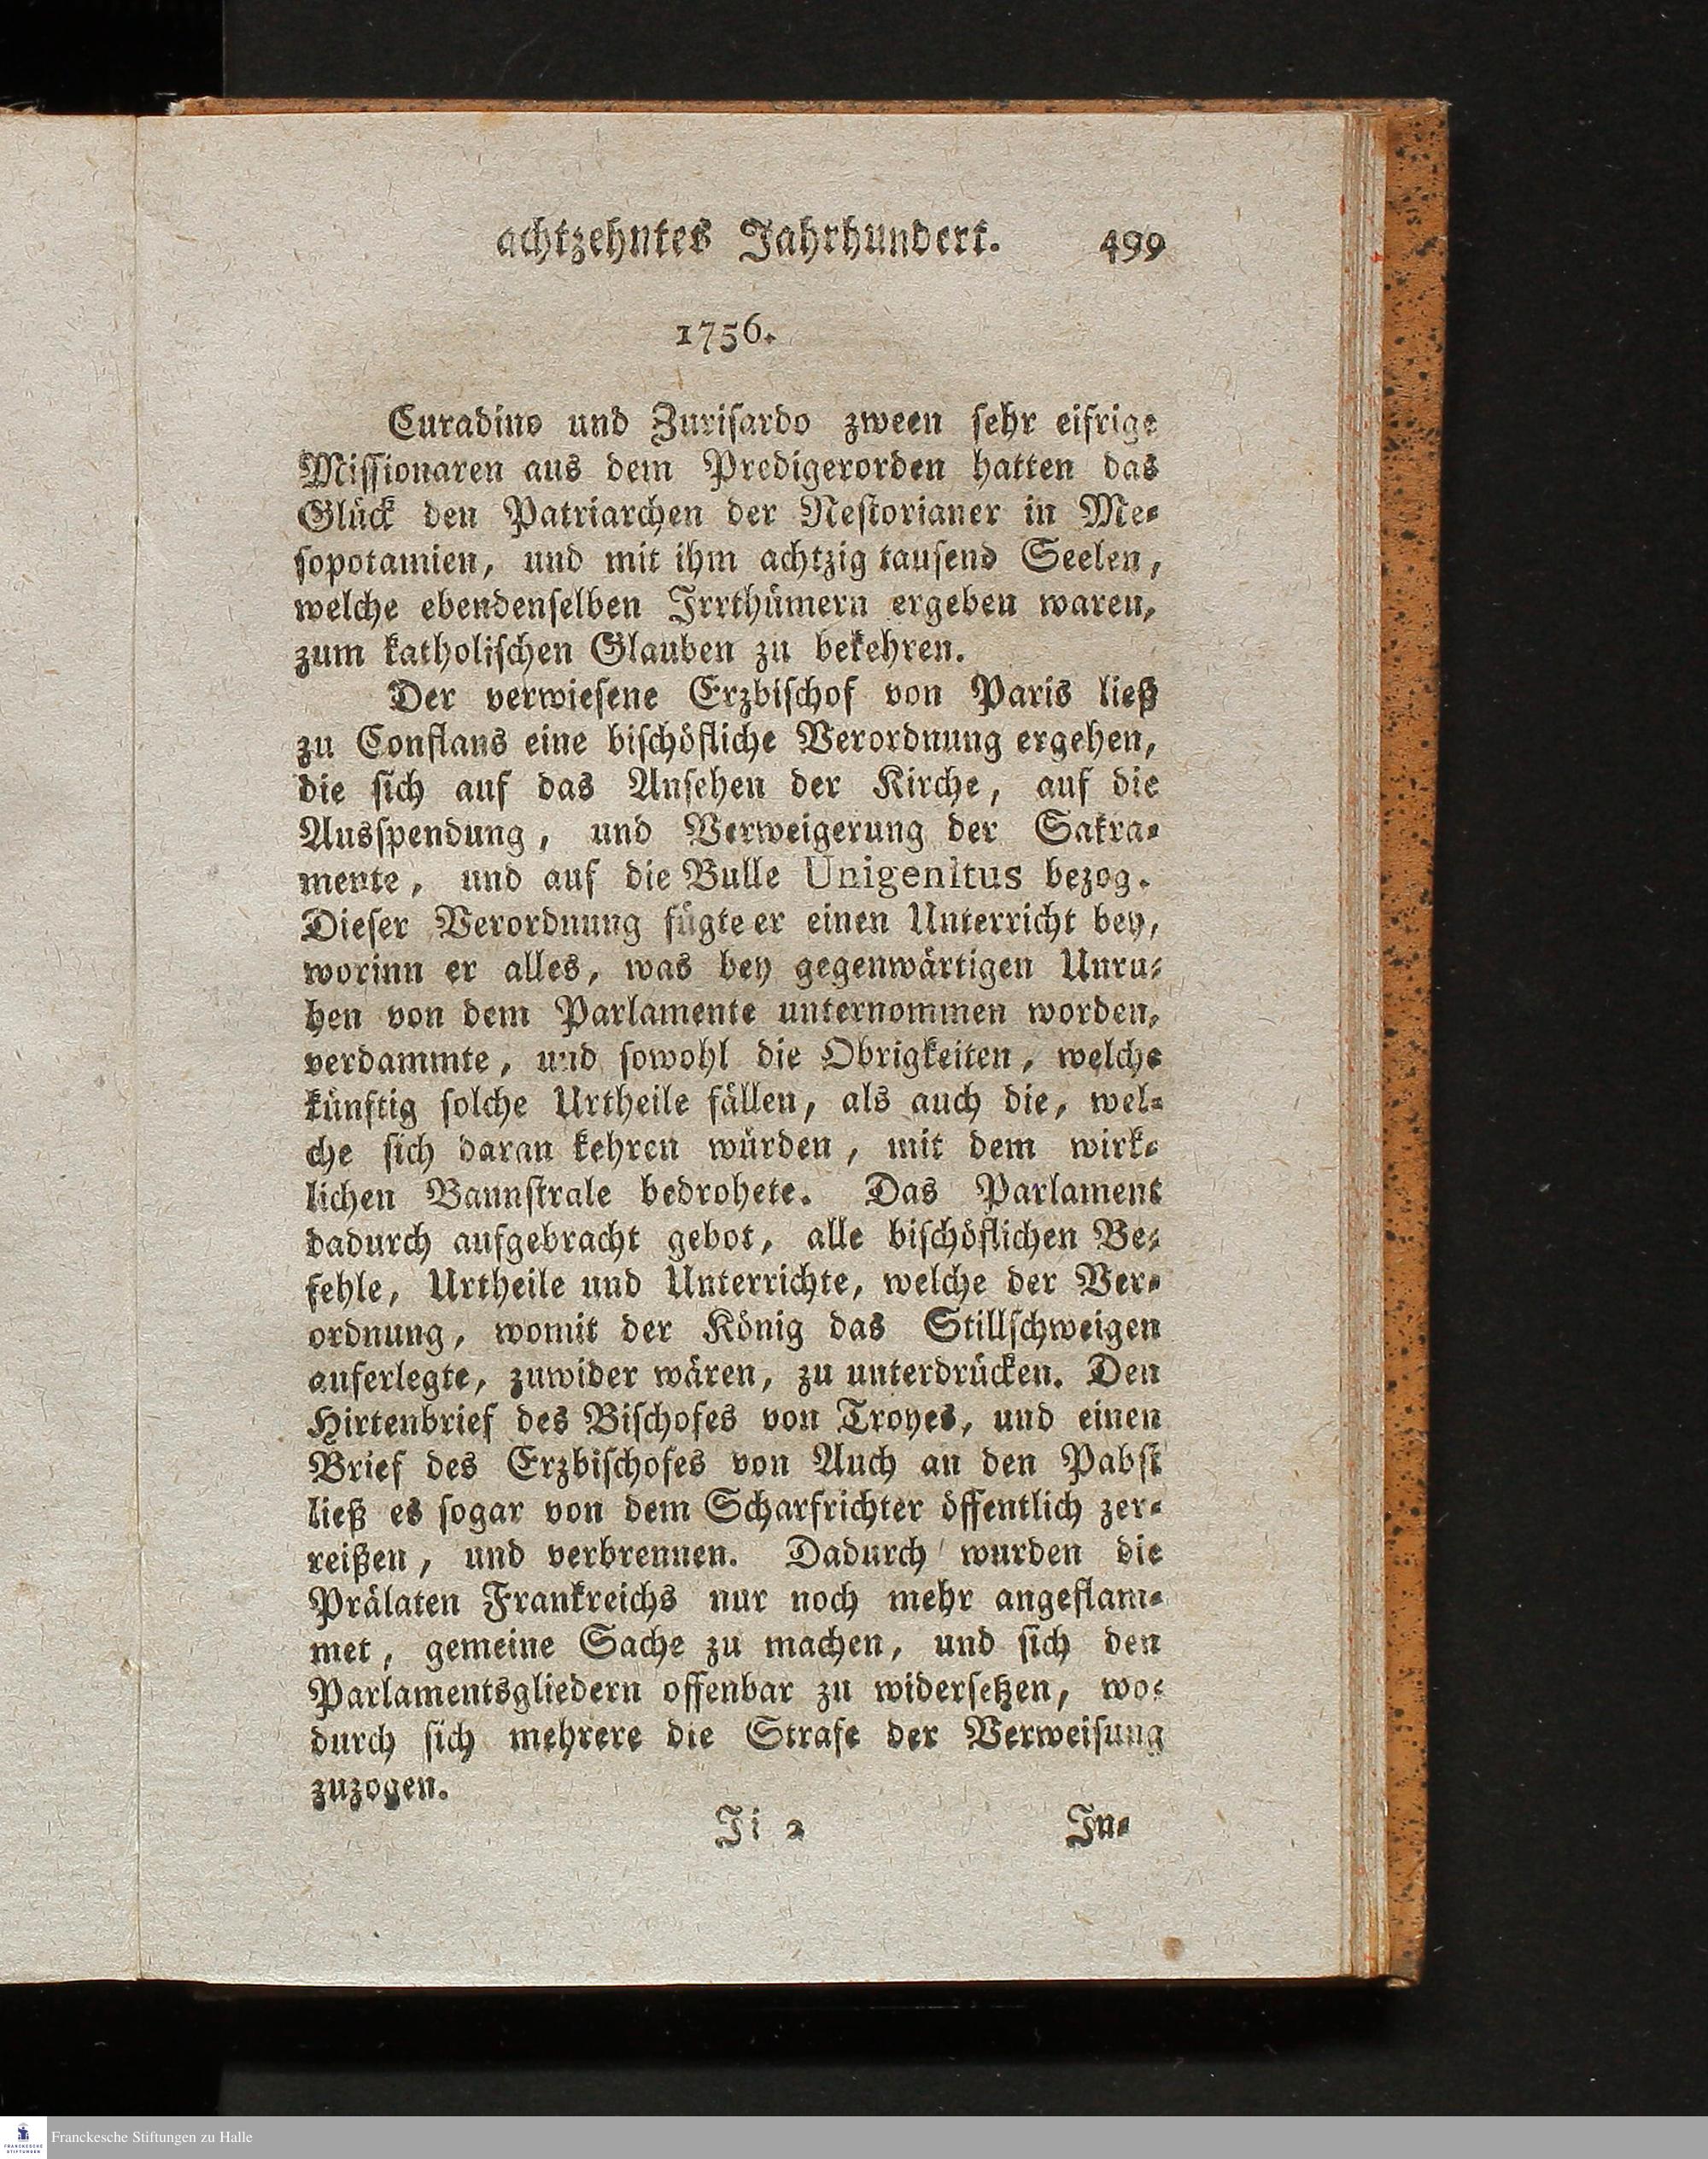 achtzehntes Jahrhundert. 499
1756.
Curadino und Zurisardo zween sehr eifrige
Missionaren aus dem Predigerorden hatten das
Glück den Patriarchen der Nestorianer in Me-
sopotamien, und mit ihm achtzig tausend Seelen,
welche ebendenselben Irrthümern ergeben waren,
zum katholischen Glauben zu bekehren.
Der verwiesene Erzbischof von Paris ließ
zu Conflans eine bischöfliche Verordnung ergehen,
die sich auf das Ansehen der Kirche, auf die
Ausspendung, und Verweigerung der Sakra-
mente, und auf die Bulle Unigenitus bezog.
Dieser Verordnung fügte er einen Unterricht bey,
worinn er alles, was bey gegenwärtigen Unru-
hen von dem Parlamente unternommen worden,
verdammte, und sowohl die Obrigkeiten, welche
künftig solche Urtheile fällen, als auch die, wel-
che sich daran kehren würden, mit dem wirk-
lichen Bannstrale bedrohete. Das Parlament
dadurch aufgebracht gebot, alle bischöflichen Be-
fehle, Urtheile und Unterrichte, welche der Ver-
ordnung, womit der König das Stillschweigen
auferlegte, zuwider wären, zu unterdrücken. Den
Hirtenbrief des Bischofes von Troyes, und einen
Brief des Erzbischofes von Auch an den Pabst
ließ es sogar von dem Scharfrichter öffentlich zer-
reißen, und verbrennen. Dadurch wurden die
Prälaten Frankreichs nur noch mehr angeflam-
met, gemeine Sache zu machen, und sich den
Parlamentsgliedern offenbar zu widersetzen, wo-
durch sich mehrere die Strafe der Verweisung
zuzogen.
Ii 2 In-
FRANCKESCHE STIFTUNGEN
Franckesche Stiftungen zu Halle